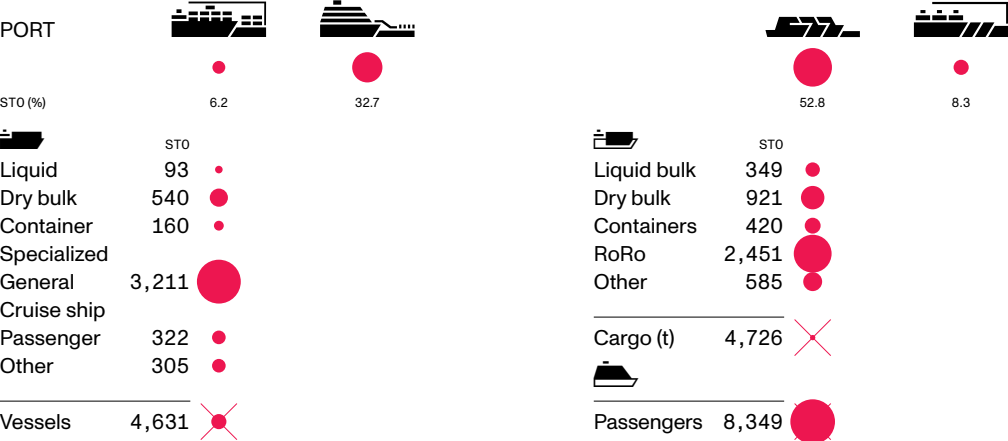 PORT
STO (%) 6.2 32.7 52.8 8.3
STO
Liquid 93
Dry bulk 540
Container 160
Specialized
General 3,211
Cruise ship
Passenger 322
Other 305
Vessels 4,631
STO
Liquid bulk 349
Dry bulk 921
Containers 420
RoRo 2,451
Other 585
Cargo (t) 4,726
Passengers 8,349